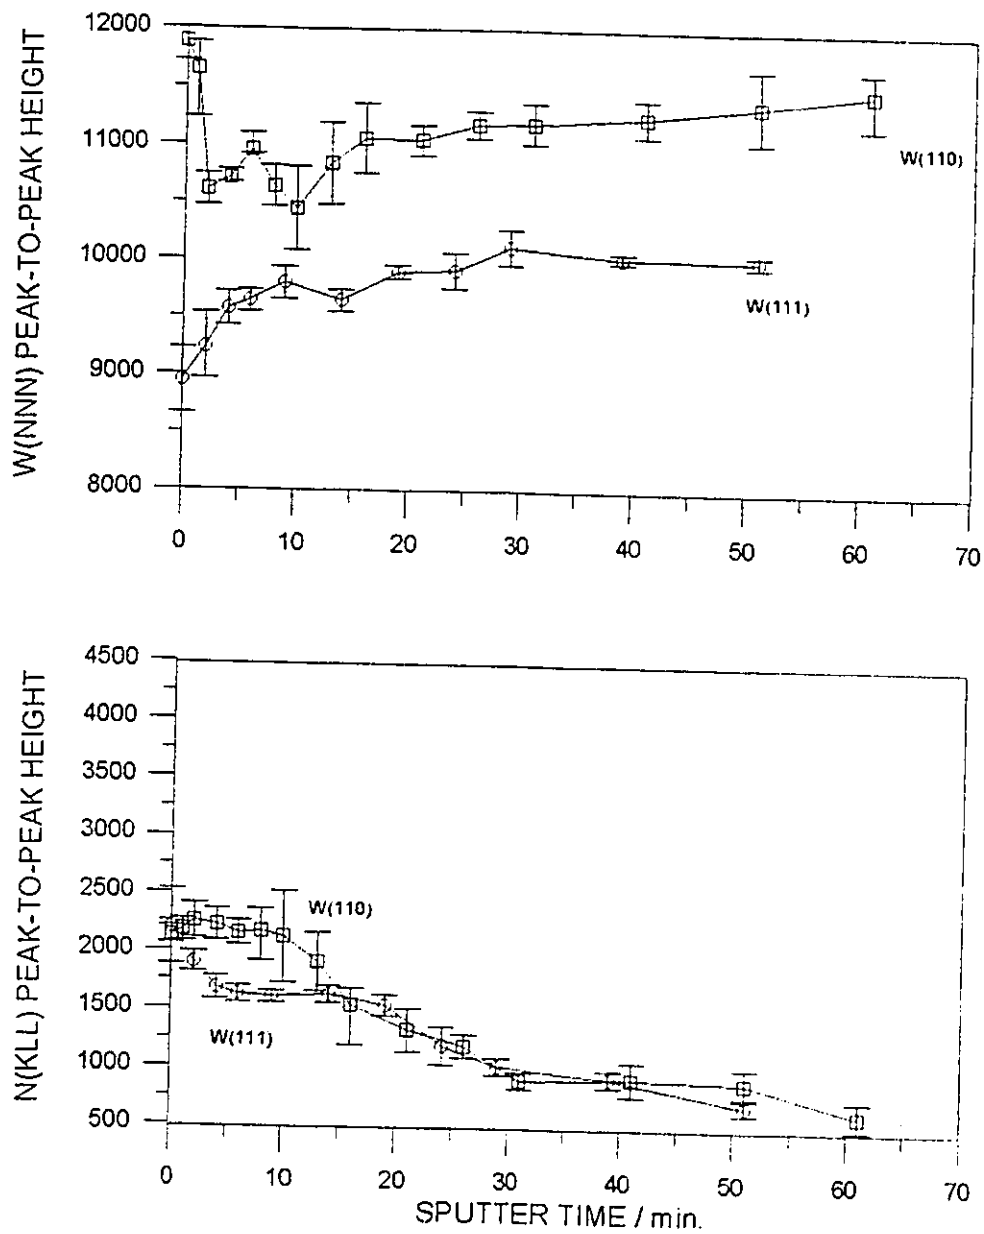 W(NNN) PEAK-TO-PEAK HEIGHT
12000
11000
10000
9000
8000
W(110)
W(111)
0 10 20 30 40 50 60 70
N(KLL) PEAK-TO-PEAK HEIGHT
4500
4000
3500
3000
2500
2000
1500
1000
500
W(110)
W(111)
0 10 20 30 40 50 60 70
SPUTTER TIME / min.